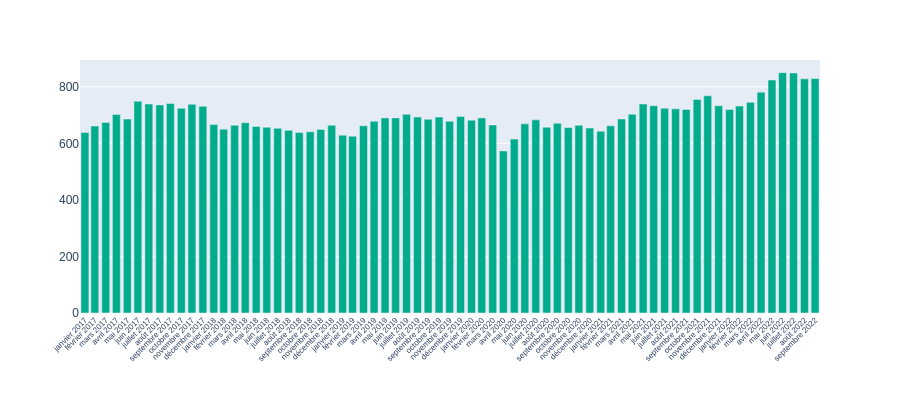 800
600
400
200
0
janvier 2017
février 2017
mars 2017
avril 2017
mai 2017
juin 2017
juillet 2017
août 2017
septembre 2017
octobre 2017
novembre 2017
décembre 2017
janvier 2018
février 2018
mars 2018
avril 2018
mai 2018
juin 2018
juillet 2018
août 2018
septembre 2018
octobre 2018
novembre 2018
décembre 2018
janvier 2019
février 2019
mars 2019
avril 2019
mai 2019
juin 2019
juillet 2019
août 2019
septembre 2019
octobre 2019
novembre 2019
décembre 2019
janvier 2020
février 2020
mars 2020
avril 2020
mai 2020
juin 2020
juillet 2020
août 2020
septembre 2020
octobre 2020
novembre 2020
décembre 2020
janvier 2021
février 2021
mars 2021
avril 2021
mai 2021
juin 2021
juillet 2021
août 2021
septembre 2021
octobre 2021
novembre 2021
décembre 2021
janvier 2022
février 2022
mars 2022
avril 2022
mai 2022
juin 2022
juillet 2022
août 2022
septembre 2022